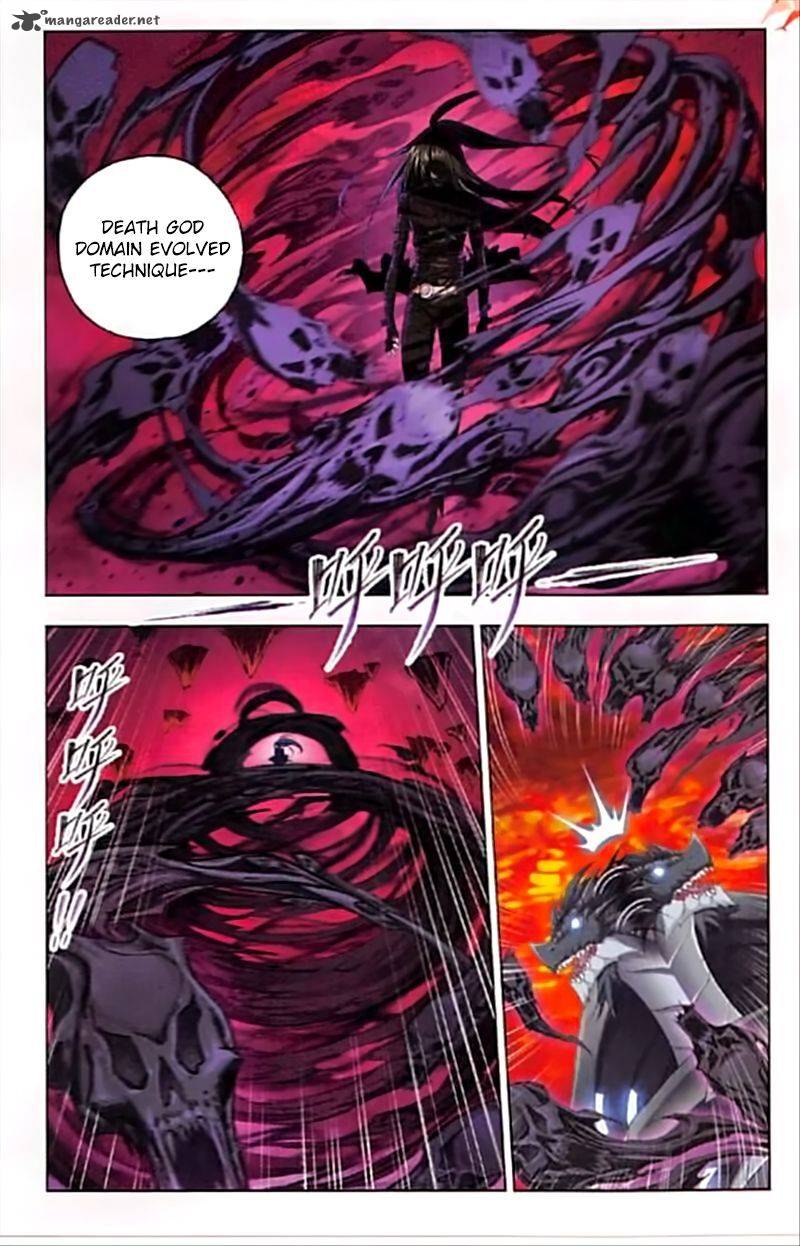 mangareader.net
DEATH GOD
DOMAIN EVOLVED
TECHNIQUE---
呼呼呼
呼
呼
呼
!!